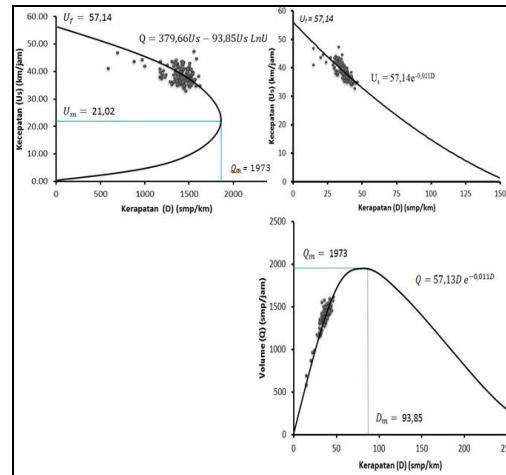 60.00
U_f = 57,14
Q = 379,66Us − 93,85Us LnU
50.00
40.00
30.00
U_m = 21,02
20.00
10.00
Q_m = 1973
0.00
0 500 1000 1500 2000
Kerapatan (D) (smp/km)
Kecepatan (Us) (km/jam)
60
U_f = 57,14
50
40
U_s = 57,14e^-0,011D
30
20
10
0
0 25 50 75 100 125 150
Kerapatan (D) (smp/km)
Kecepatan (Us) (km/jam)
2500
Q_m = 1973
2000
Q = 57,13D e^−0,011D
1500
1000
500
D_m = 93,85
0
0 50 100 150 200 25
Kerapatan (D) (smp/km)
Volume (Q) (smp/jam)